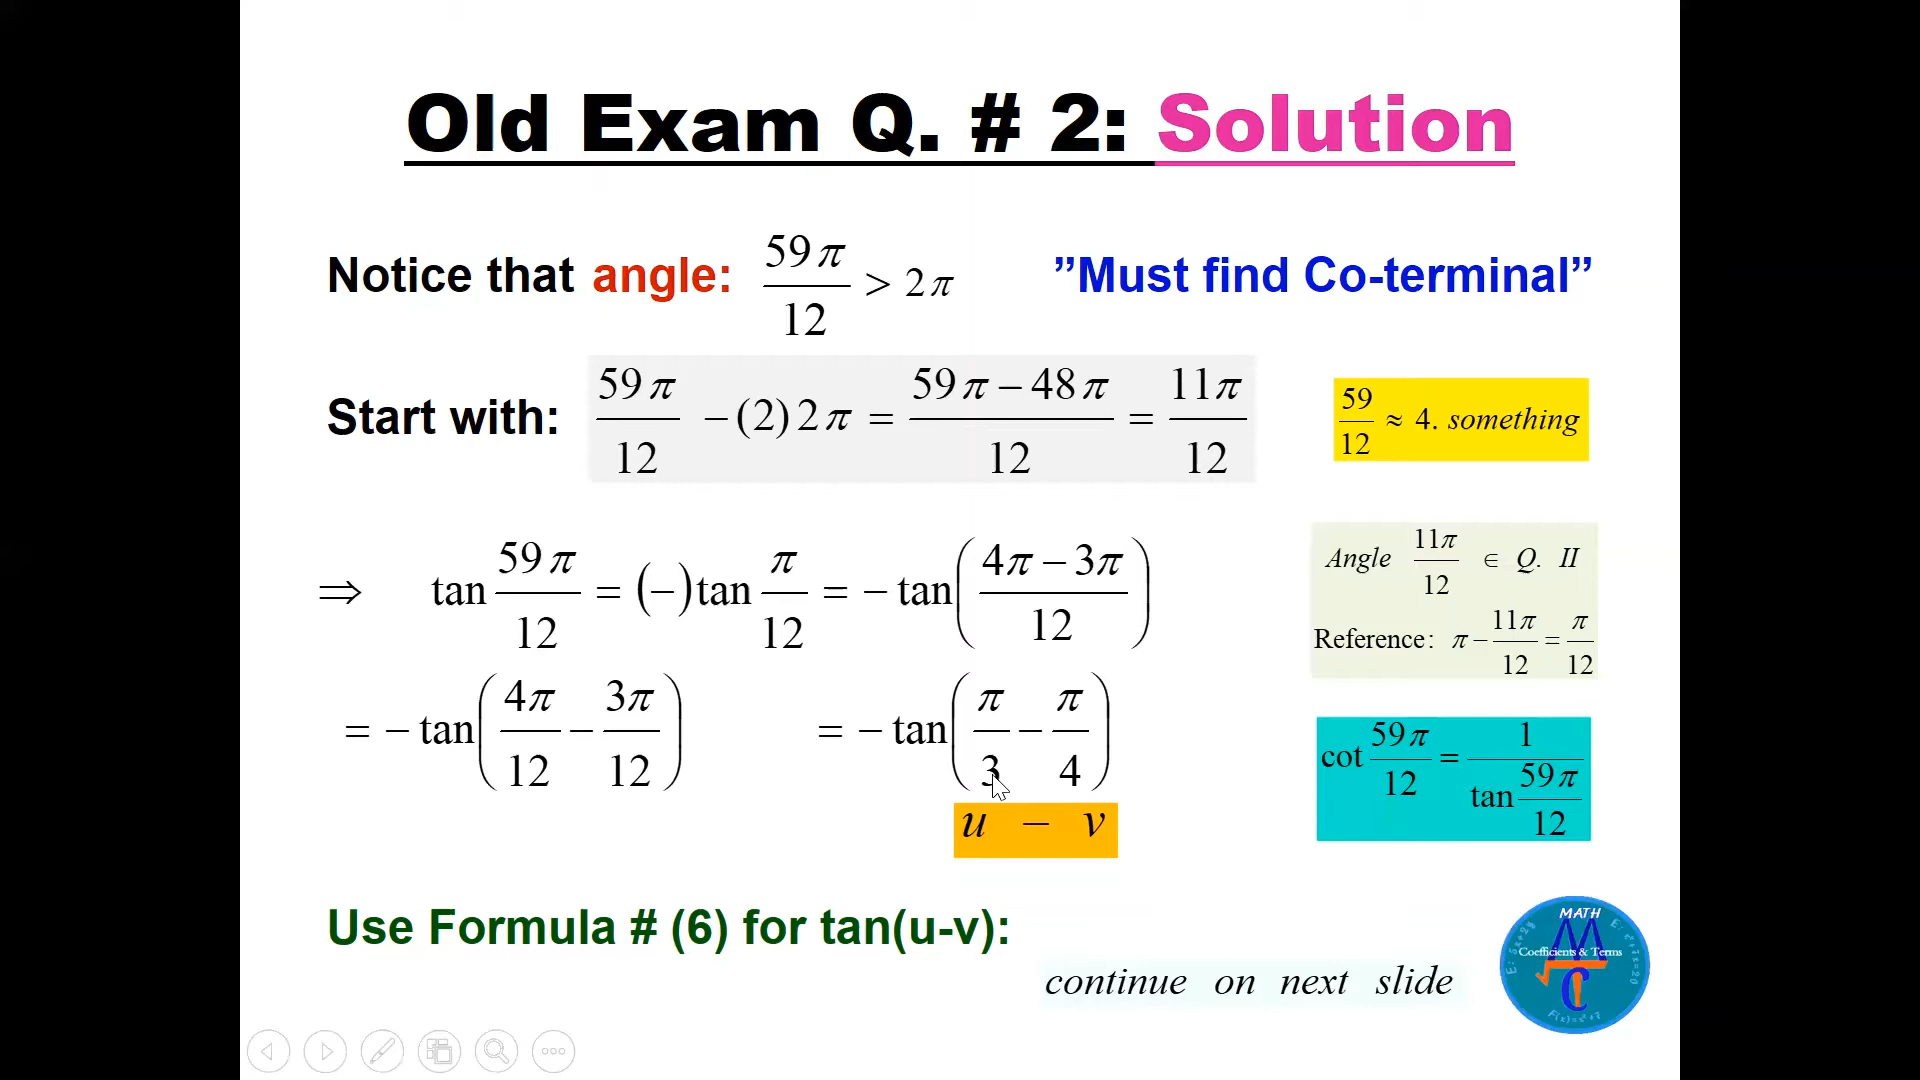 Old Exam Q. # 2: Solution
Notice that angle: 59π/12 > 2π ”Must find Co-terminal”
Start with: 59π/12 − (2) 2π = (59π − 48π)/12 = 11π/12
59/12 ≈ 4. something
⇒ tan 59π/12 = (−) tan π/12 = − tan((4π − 3π)/12)
Angle 11π/12 ∈ Q. II
Reference: π − 11π/12 = π/12
= − tan(4π/12 − 3π/12) = − tan(π/3 − π/4)
u − v
cot 59π/12 = 1/(tan 59π/12)
Use Formula # (6) for tan(u-v):
continue on next slide
MATH
M
Coefficients & Terms
C